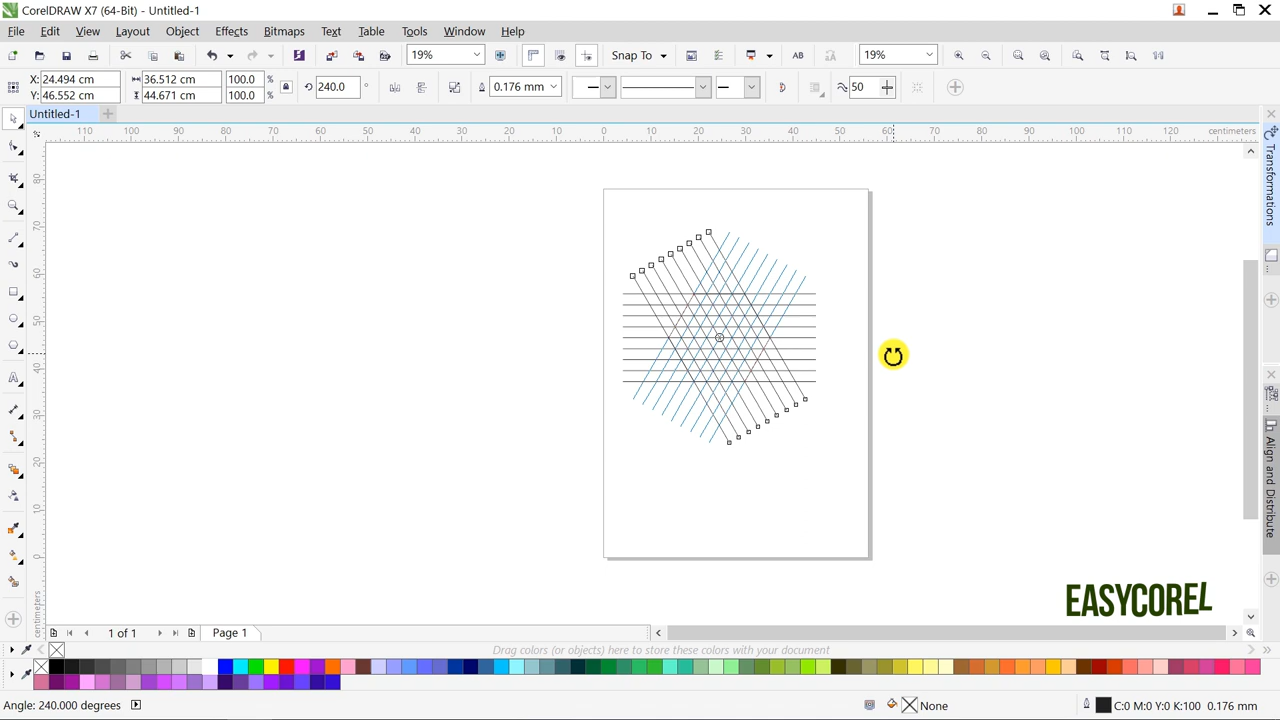 CorelDRAW X7 (64-Bit) - Untitled-1
File Edit View Layout Object Effects Bitmaps Text Table Tools Window Help
19% Snap To 19%
X: 24.494 cm 36.512 cm 100.0 %
Y: 46.552 cm 44.671 cm 100.0 %
240.0 ° 0.176 mm 50
Untitled-1
110 100 90 80 70 60 50 40 30 20 10 0 10 20 30 40 50 60 70 80 90 100 110 120 centimeters
80
70
60
50
40
30
20
10
0
centimeters
Transformations
Align and Distribute
EASYCOREL
1 of 1 Page 1
Drag colors (or objects) here to store these colors with your document
Angle: 240.000 degrees None C:0 M:0 Y:0 K:100 0.176 mm